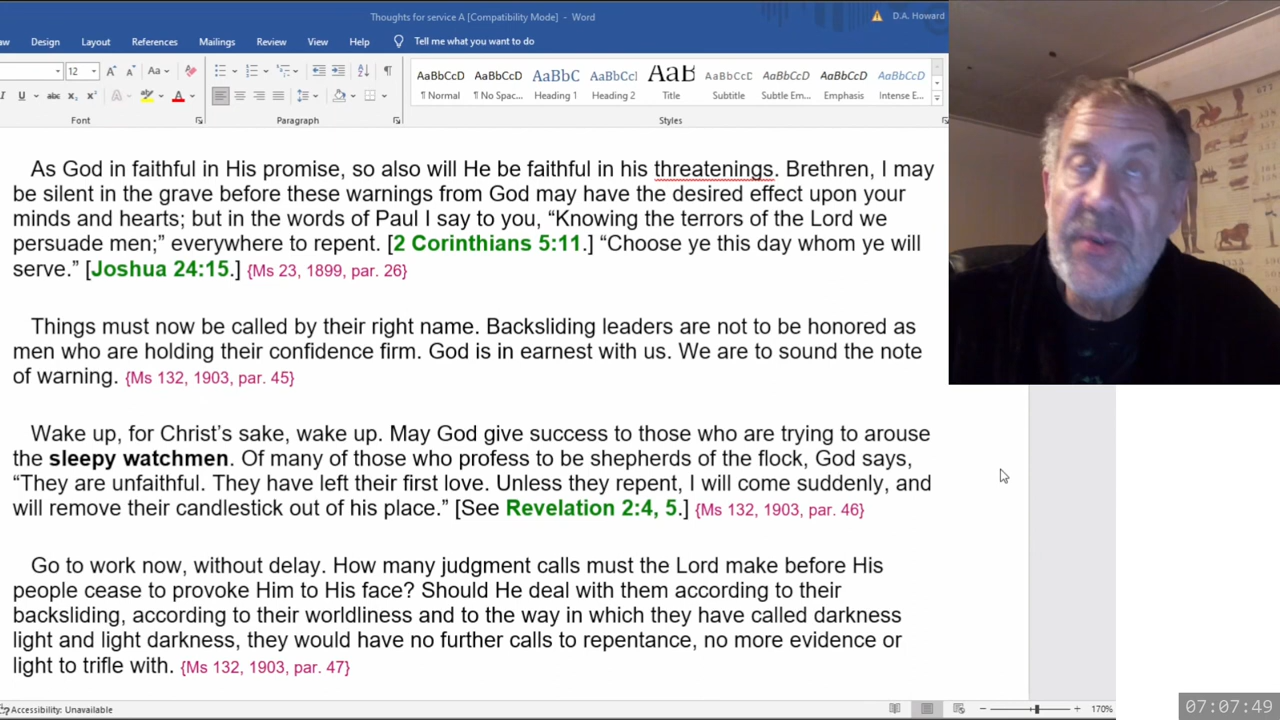 Thoughts for service A [Compatibility Mode] – Word
D.A. Howard
aw Design Layout References Mailings Review View Help Tell me what you want to do
12 A A Aa
I U abc x₂ x² A A
AaBbCcD AaBbCcD AaBbC AaBbCcI AaB AaBbCcD AaBbCcD AaBbCcD AaBbCcD
¶ Normal ¶ No Spac... Heading 1 Heading 2 Title Subtitle Subtle Em... Emphasis Intense E...
Font Paragraph Styles
As God in faithful in His promise, so also will He be faithful in his threatenings. Brethren, I may
be silent in the grave before these warnings from God may have the desired effect upon your
minds and hearts; but in the words of Paul I say to you, “Knowing the terrors of the Lord we
persuade men;” everywhere to repent. [2 Corinthians 5:11.] “Choose ye this day whom ye will
serve.” [Joshua 24:15.] {Ms 23, 1899, par. 26}
Things must now be called by their right name. Backsliding leaders are not to be honored as
men who are holding their confidence firm. God is in earnest with us. We are to sound the note
of warning. {Ms 132, 1903, par. 45}
Wake up, for Christ’s sake, wake up. May God give success to those who are trying to arouse
the sleepy watchmen. Of many of those who profess to be shepherds of the flock, God says,
“They are unfaithful. They have left their first love. Unless they repent, I will come suddenly, and
will remove their candlestick out of his place.” [See Revelation 2:4, 5.] {Ms 132, 1903, par. 46}
Go to work now, without delay. How many judgment calls must the Lord make before His
people cease to provoke Him to His face? Should He deal with them according to their
backsliding, according to their worldliness and to the way in which they have called darkness
light and light darkness, they would have no further calls to repentance, no more evidence or
light to trifle with. {Ms 132, 1903, par. 47}
Accessibility: Unavailable
170%
07:07:49